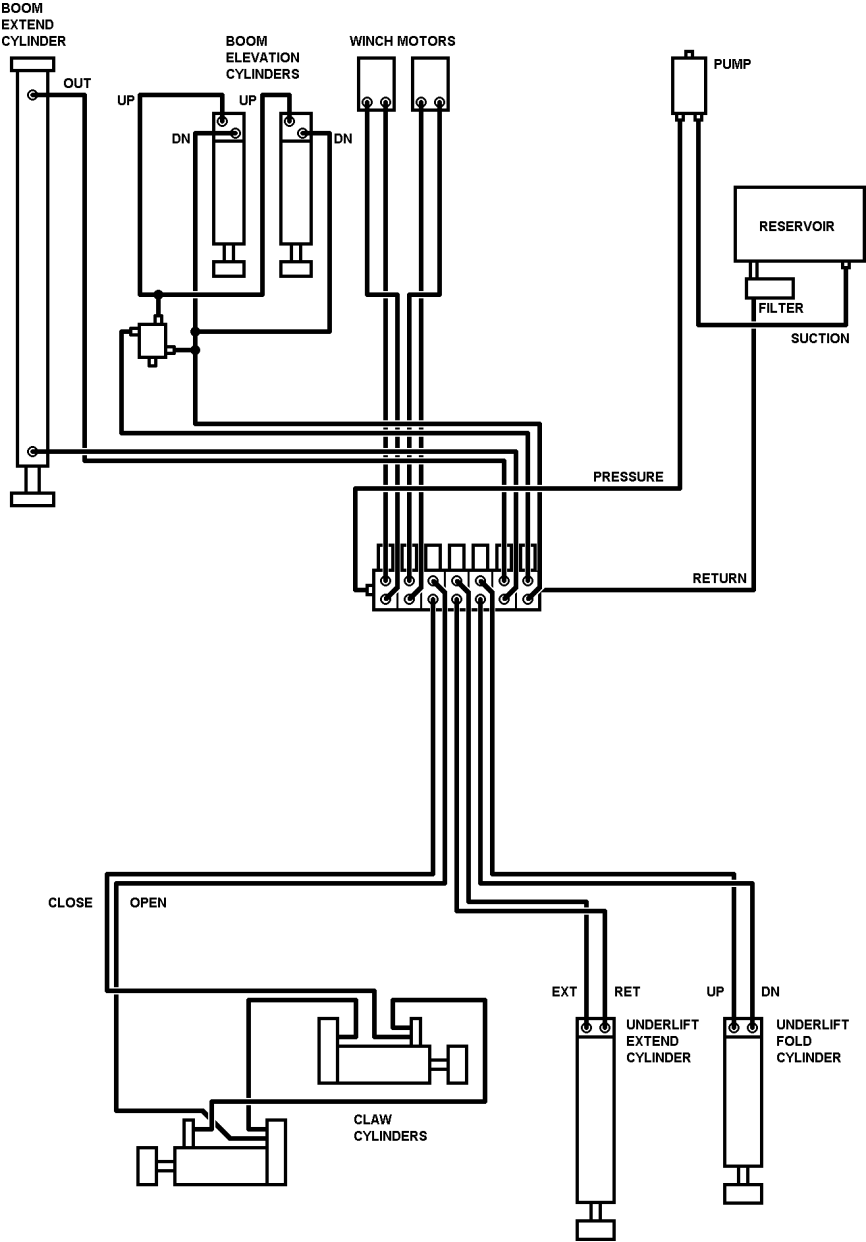 BOOM
EXTEND
CYLINDER
OUT
BOOM
ELEVATION
CYLINDERS
WINCH MOTORS
PUMP
UP
UP
DN
DN
RESERVOIR
FILTER
SUCTION
PRESSURE
RETURN
CLOSE
OPEN
EXT
RET
UP
DN
UNDERLIFT
EXTEND
CYLINDER
UNDERLIFT
FOLD
CYLINDER
CLAW
CYLINDERS